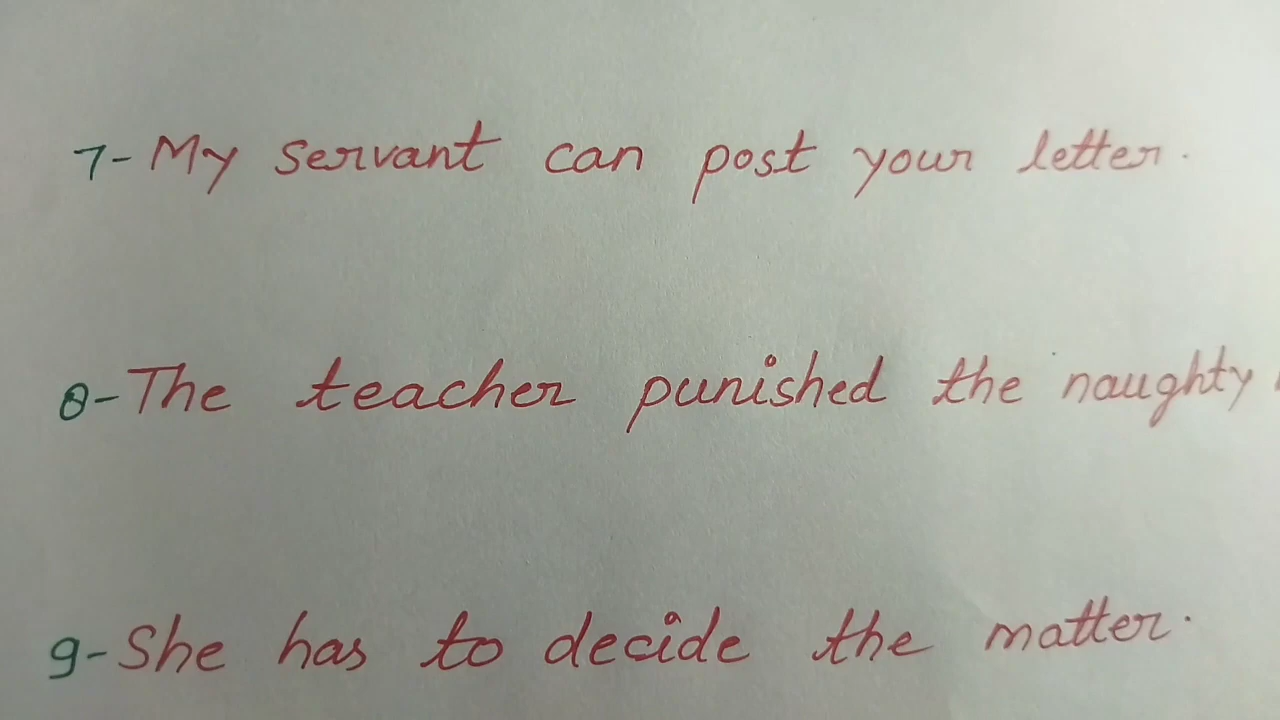 7- My servant can post your letter.
8- The teacher punished the naughty
9- She has to decide the matter.